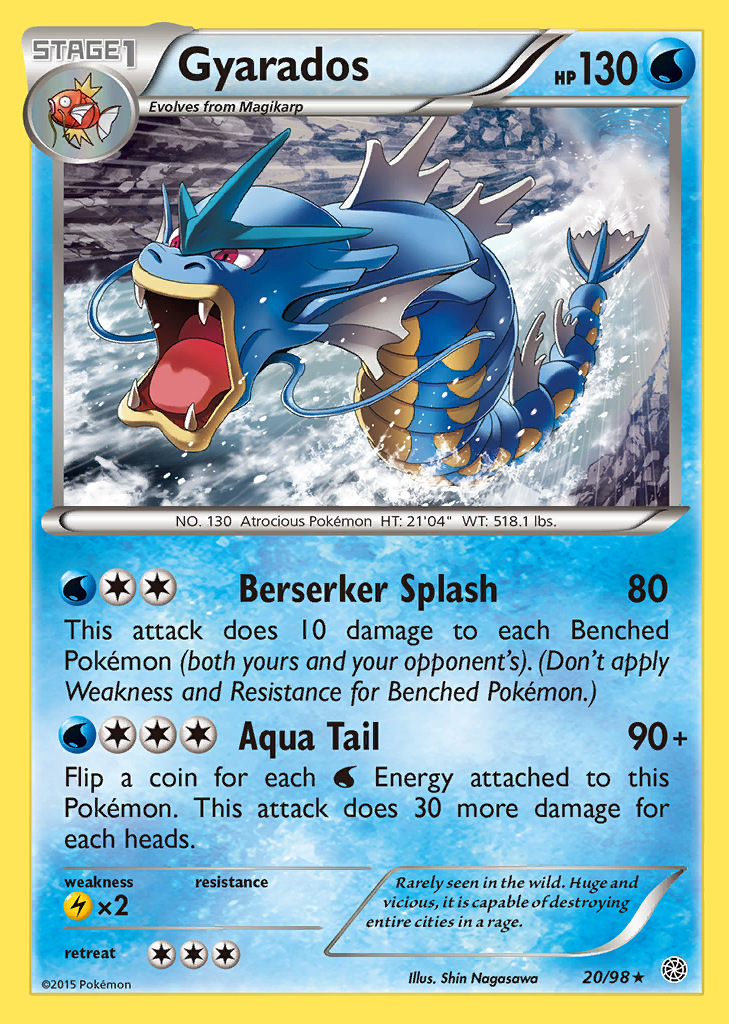 STAGE1
Gyarados
HP130
Evolves from Magikarp
NO. 130 Atrocious Pokémon HT: 21'04" WT: 518.1 lbs.
Berserker Splash 80
This attack does 10 damage to each Benched
Pokémon (both yours and your opponent's). (Don't apply
Weakness and Resistance for Benched Pokémon.)
Aqua Tail 90+
Flip a coin for each Energy attached to this
Pokémon. This attack does 30 more damage for
each heads.
weakness resistance
×2
Rarely seen in the wild. Huge and
vicious, it is capable of destroying
entire cities in a rage.
retreat
©2015 Pokémon
Illus. Shin Nagasawa
20/98★